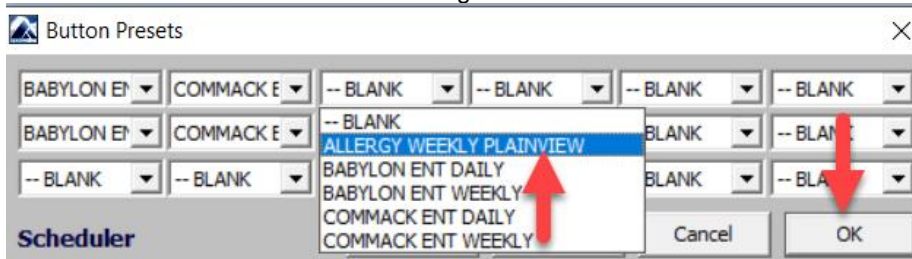 Button Presets
BABYLON EN COMMACK E -- BLANK -- BLANK -- BLANK -- BLANK
BABYLON EN COMMACK E -- BLANK BLANK -- BLANK
ALLERGY WEEKLY PLAINVIEW
-- BLANK -- BLANK BABYLON ENT DAILY BLANK -- BLA
BABYLON ENT WEEKLY
COMMACK ENT DAILY
Scheduler COMMACK ENT WEEKLY Cancel OK